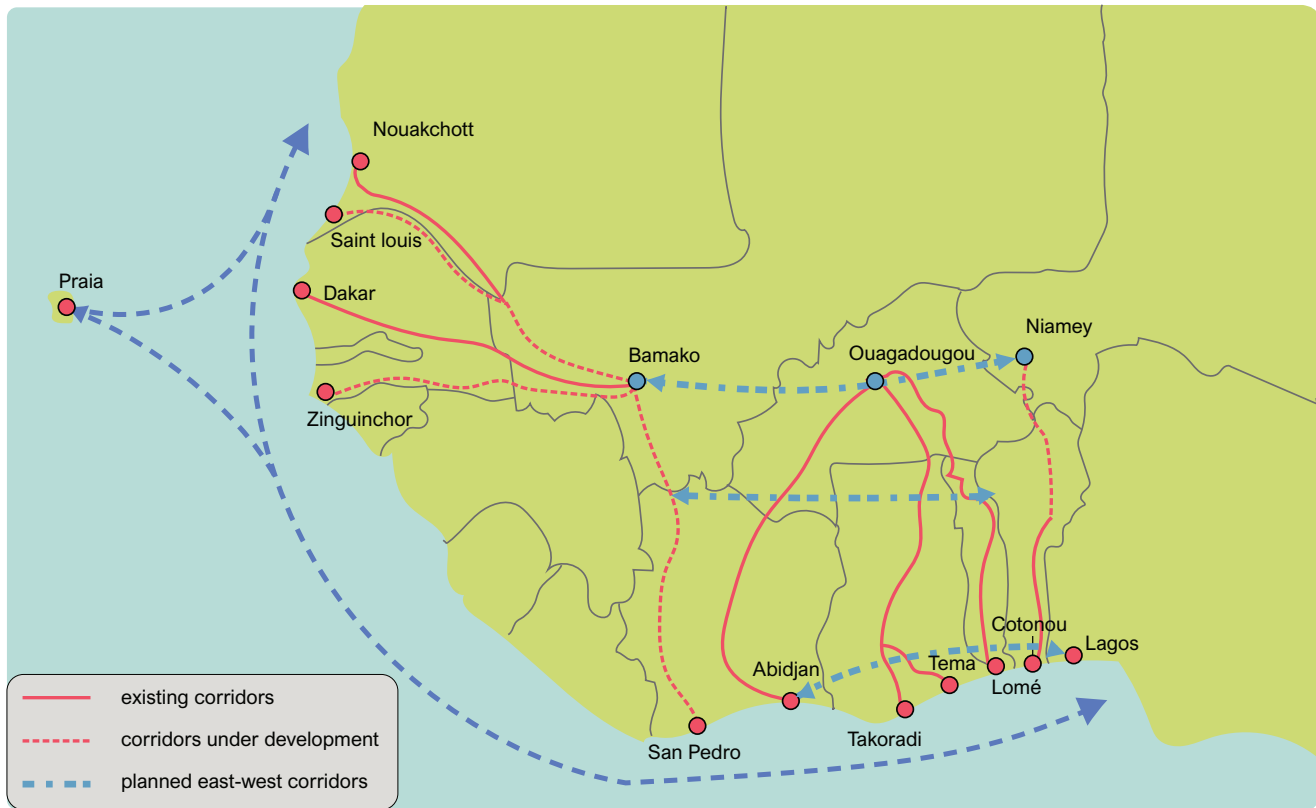 Nouakchott
Saint louis
Praia
Dakar
Niamey
Bamako
Ouagadougou
Zinguinchor
Cotonou
Lagos
Tema
Abidjan
Lomé
Takoradi
San Pedro
existing corridors
corridors under development
planned east-west corridors